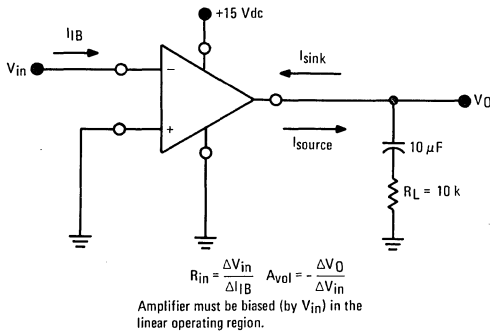 +15 Vdc
I_IB
V_in
−
+
I_sink
I_source
V_O
10 μF
R_L = 10 k
R_in = ΔV_in / ΔI_IB   A_vol = - ΔV_O / ΔV_in
Amplifier must be biased (by V_in) in the
linear operating region.